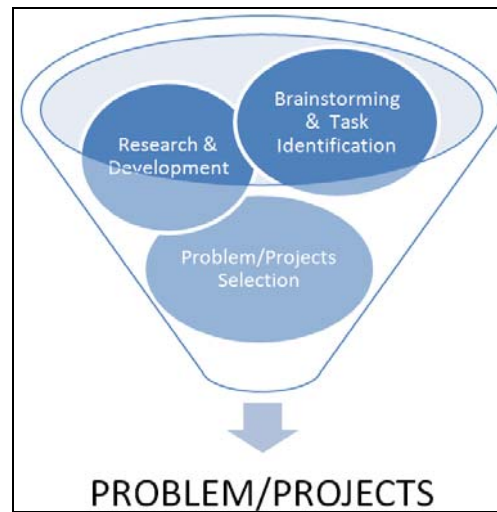 Brainstorming
& Task
Identification
Research &
Development
Problem/Projects
Selection
PROBLEM/PROJECTS